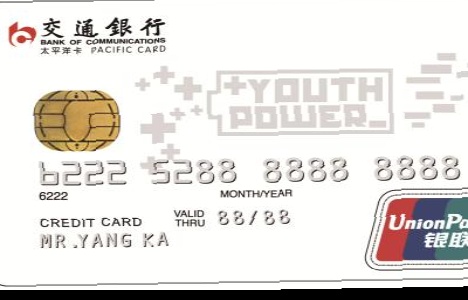 交通銀行
BANK OF COMMUNICATIONS
太平洋卡 PACIFIC CARD
YOUTH
POWER_
6222 5288 8888 8888
6222
MONTH/YEAR
CREDIT CARD VALID THRU 88/88
MR.YANG KA
UnionPa
银联